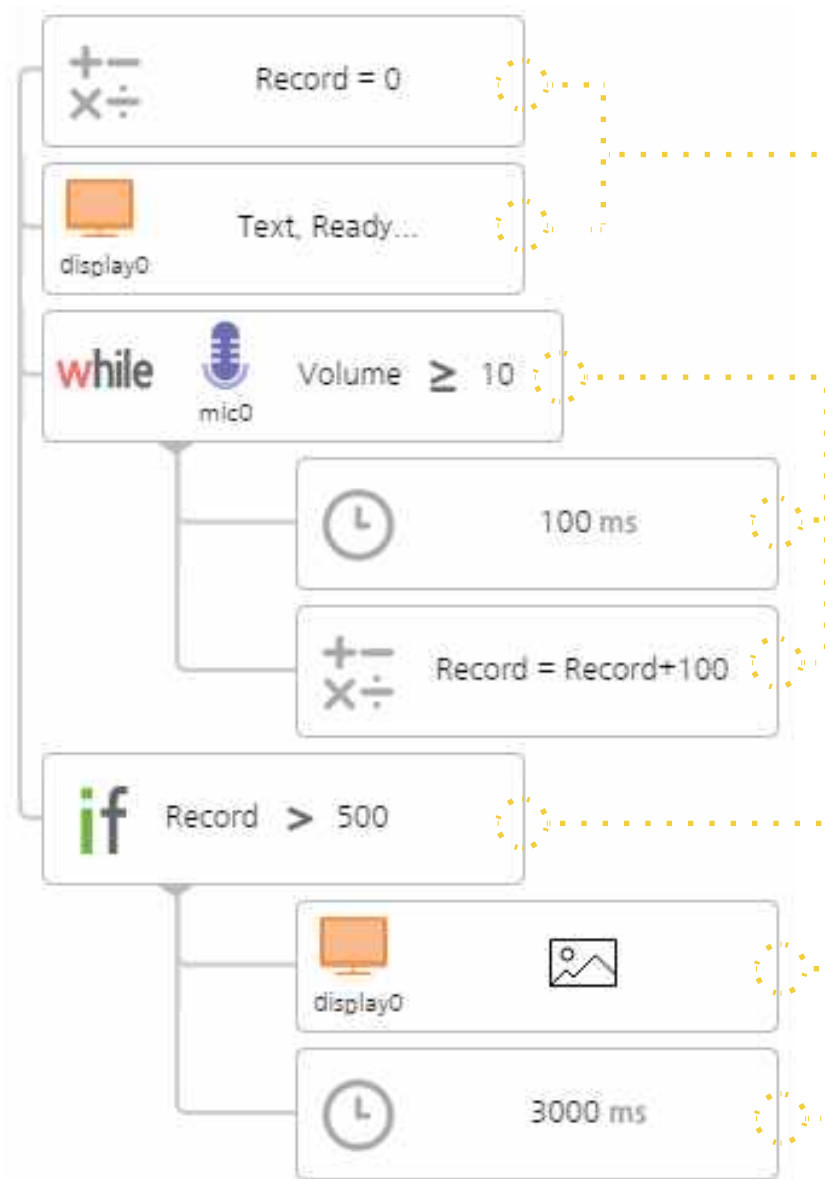 Record = 0
Text, Ready...
display0
while Volume ≥ 10
mic0
100 ms
Record = Record+100
if Record > 500
display0
3000 ms